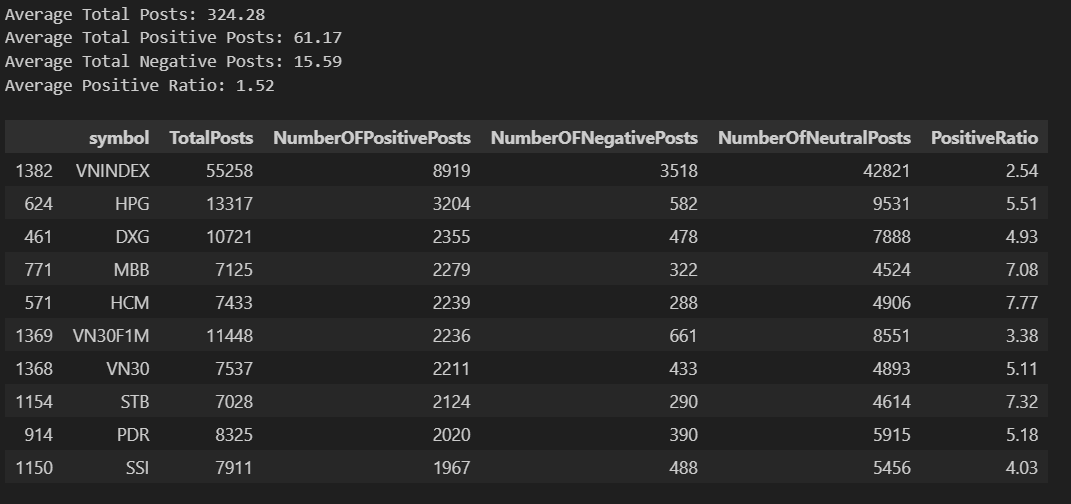 Average Total Posts: 324.28
Average Total Positive Posts: 61.17
Average Total Negative Posts: 15.59
Average Positive Ratio: 1.52
symbol TotalPosts NumberOFPositivePosts NumberOFNegativePosts NumberOfNeutralPosts PositiveRatio
1382 VNINDEX 55258 8919 3518 42821 2.54
624 HPG 13317 3204 582 9531 5.51
461 DXG 10721 2355 478 7888 4.93
771 MBB 7125 2279 322 4524 7.08
571 HCM 7433 2239 288 4906 7.77
1369 VN30F1M 11448 2236 661 8551 3.38
1368 VN30 7537 2211 433 4893 5.11
1154 STB 7028 2124 290 4614 7.32
914 PDR 8325 2020 390 5915 5.18
1150 SSI 7911 1967 488 5456 4.03